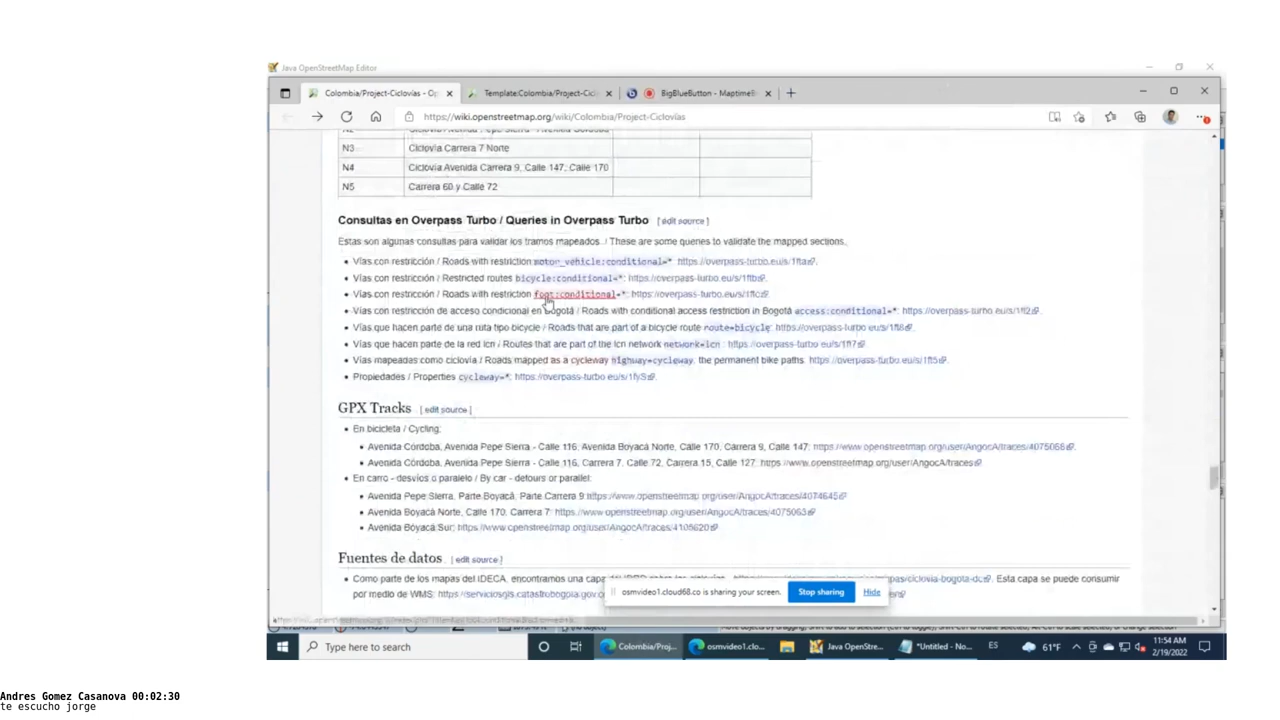 Java OpenStreetMap Editor
Colombia/Project-Ciclovías - Op
Template:Colombia/Project-Cicl
BigBlueButton - Maptime
https://wiki.openstreetmap.org/wiki/Colombia/Project-Ciclovías
N3 Ciclovía Carrera 7 Norte
N4 Ciclovía Avenida Carrera 9, Calle 147, Calle 170
N5 Carrera 60 y Calle 72
Consultas en Overpass Turbo / Queries in Overpass Turbo [ edit source ]
Estas son algunas consultas para validar los tramos mapeados. / These are some queries to validate the mapped sections.
Vías con restricción / Roads with restriction motor_vehicle:conditional=* https://overpass-turbo.eu/s/1fta
Vías con restricción / Restricted routes bicycle:conditional=*: https://overpass-turbo.eu/s/1ftb
Vías con restricción / Roads with restriction foot:conditional=*: https://overpass-turbo.eu/s/1ftc
Vías con restricción de acceso condicional en Bogotá / Roads with conditional access restriction in Bogotá access:conditional=*: https://overpass-turbo.eu/s/1fI2
Vías que hacen parte de una ruta tipo bicycle / Roads that are part of a bicycle route route=bicycle: https://overpass-turbo.eu/s/1ft8
Vías que hacen parte de la red lcn / Routes that are part of the lcn network network=lcn : https://overpass-turbo.eu/s/1ft7
Vías mapeadas como ciclovía / Roads mapped as a cycleway highway=cycleway, the permanent bike paths. https://overpass-turbo.eu/s/1ft5
Propiedades / Properties cycleway=*: https://overpass-turbo.eu/s/1fyS
GPX Tracks [ edit source ]
En bicicleta / Cycling:
Avenida Córdoba, Avenida Pepe Sierra - Calle 116, Avenida Boyacá Norte, Calle 170, Carrera 9, Calle 147: https://www.openstreetmap.org/user/AngocA/traces/4075068
Avenida Córdoba, Avenida Pepe Sierra - Calle 116, Carrera 7, Calle 72, Carrera 15, Calle 127: https://www.openstreetmap.org/user/AngocA/traces
En carro - desvíos o paralelo / By car - detours or parallel:
Avenida Pepe Sierra, Parte Boyacá, Parte Carrera 9 https://www.openstreetmap.org/user/AngocA/traces/4074645
Avenida Boyacá Norte, Calle 170, Carrera 7: https://www.openstreetmap.org/user/AngocA/traces/4075063
Avenida Boyacá Sur: https://www.openstreetmap.org/user/AngocA/traces/4106620
Fuentes de datos [ edit source ]
Como parte de los mapas del IDECA, encontramos una capa /ciclovia-bogota-dc. Esta capa se puede consumir
por medio de WMS: https://serviciosgis.catastrobogota.gov.co
osmvideo1.cloud68.co is sharing your screen. Stop sharing Hide
Type here to search
Colombia/Proj...
osmvideo1.clo...
Java OpenStre...
*Untitled - No...
ES
61°F
11:54 AM
2/19/2022
Andres Gomez Casanova 00:02:30
te escucho jorge